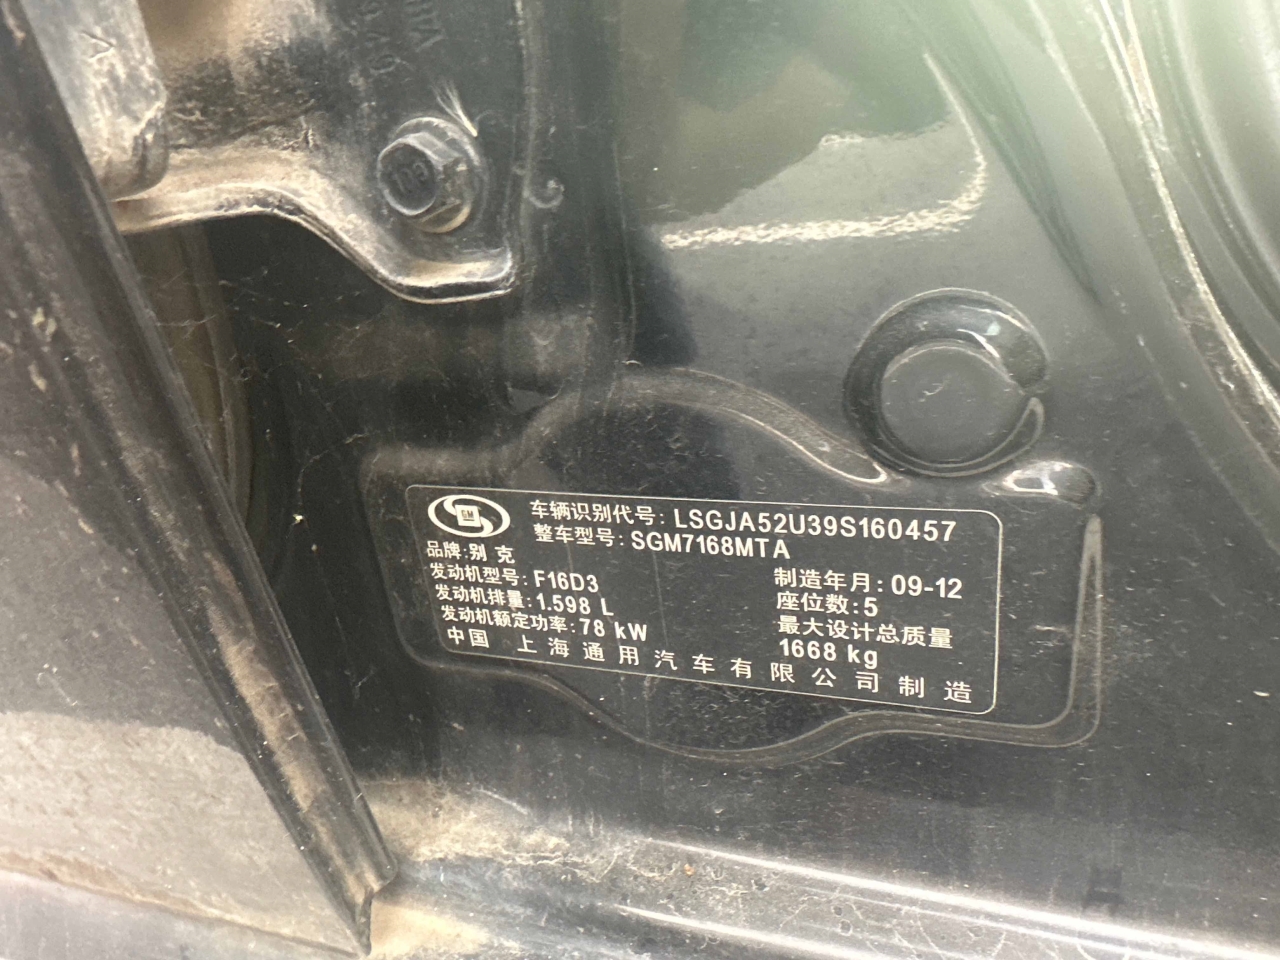 GM
车辆识别代号: LSGJA52U39S160457
整车型号: SGM7168MTA
品牌: 别克
发动机型号: F16D3
制造年月: 09-12
发动机排量: 1.598 L
座位数: 5
发动机额定功率: 78 kW
最大设计总质量
1668 kg
中国 上海通用汽车有限公司制造